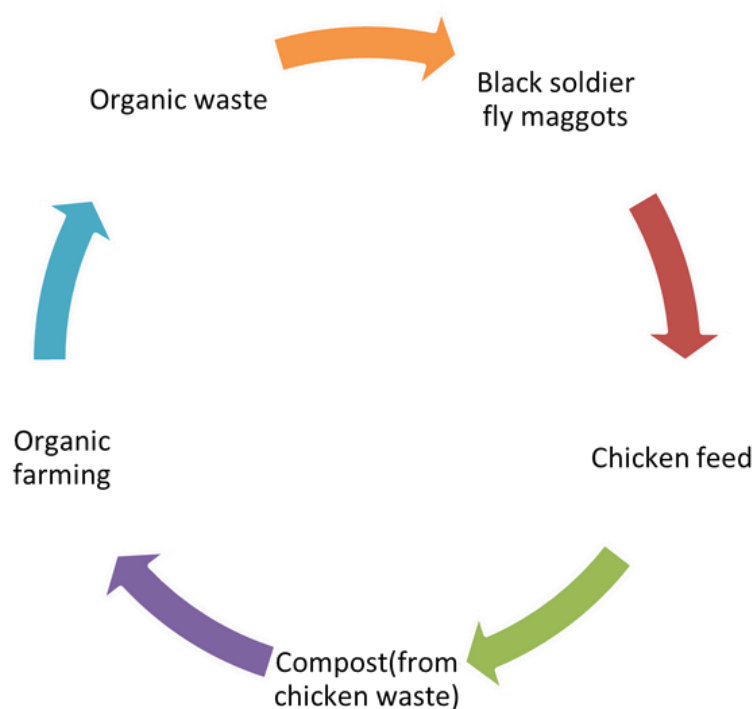 Organic waste
Black soldier
fly maggots
Chicken feed
Compost(from
chicken waste)
Organic
farming